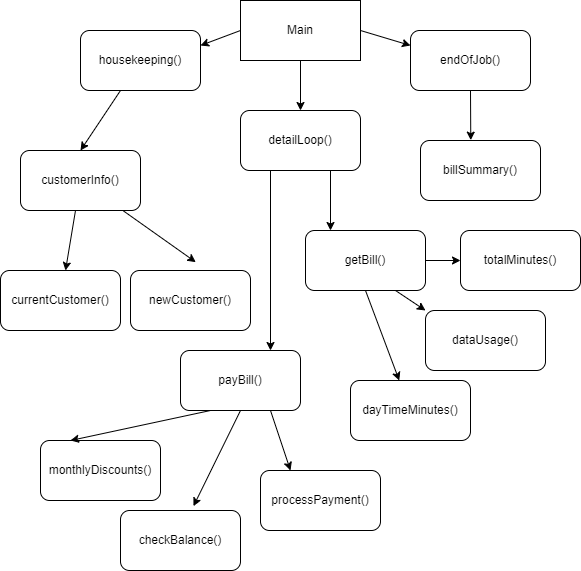 Main
housekeeping()
endOfJob()
detailLoop()
customerInfo()
billSummary()
getBill()
totalMinutes()
currentCustomer()
newCustomer()
dataUsage()
payBill()
dayTimeMinutes()
monthlyDiscounts()
processPayment()
checkBalance()